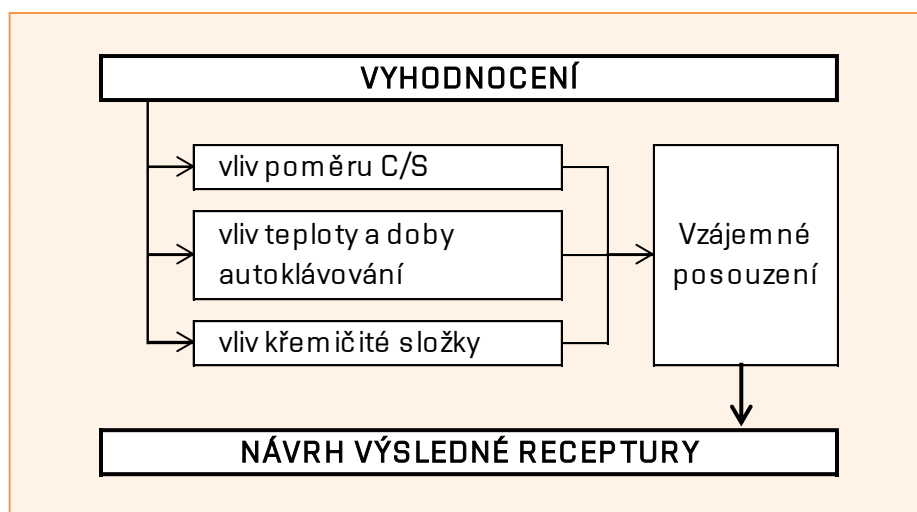 VYHODNOCENÍ
vliv poměru C/S
vliv teploty a doby
autoklávování
vliv křemičité složky
Vzájemné
posouzení
NÁVRH VÝSLEDNÉ RECEPTURY